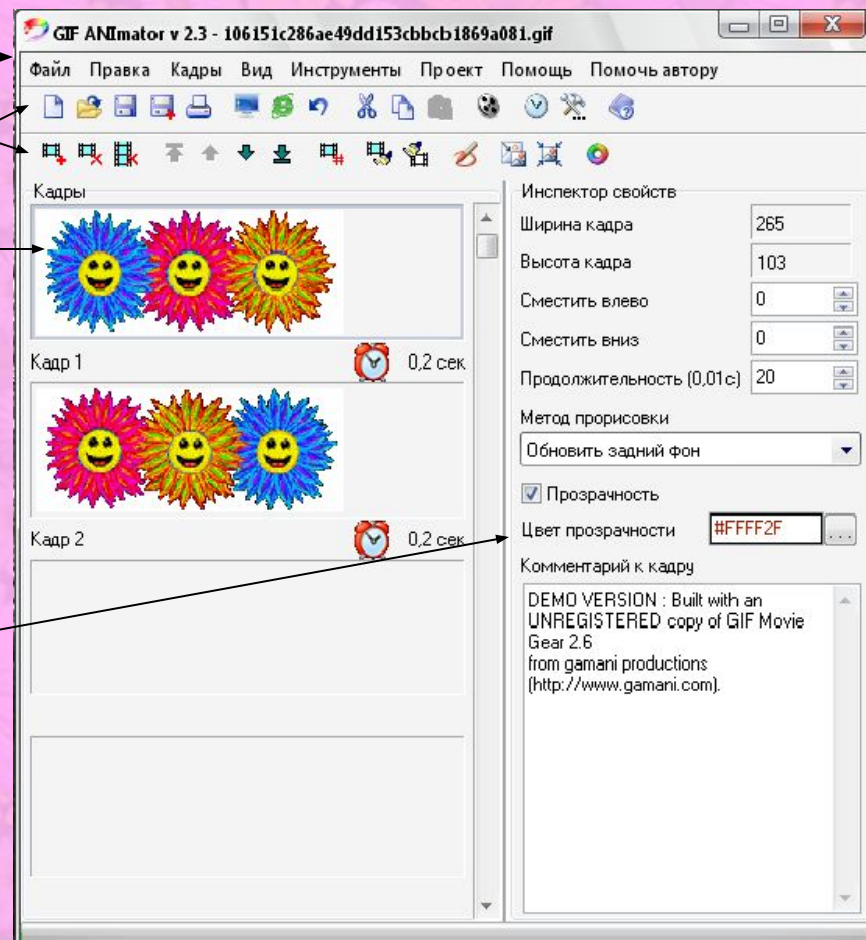 GIF ANImator v 2.3 - 106151c286ae49dd153cbbcb1869a081.gif
Файл Правка Кадры Вид Инструменты Проект Помощь Помочь автору
Кадры
Кадр 1 0,2 сек
Кадр 2 0,2 сек
Инспектор свойств
Ширина кадра 265
Высота кадра 103
Сместить влево 0
Сместить вниз 0
Продолжительность (0,01с) 20
Метод прорисовки
Обновить задний фон
Прозрачность
Цвет прозрачности #FFFF2F ...
Комментарий к кадру
DEMO VERSION : Built with an
UNREGISTERED copy of GIF Movie
Gear 2.6
from gamani productions
(http://www.gamani.com).